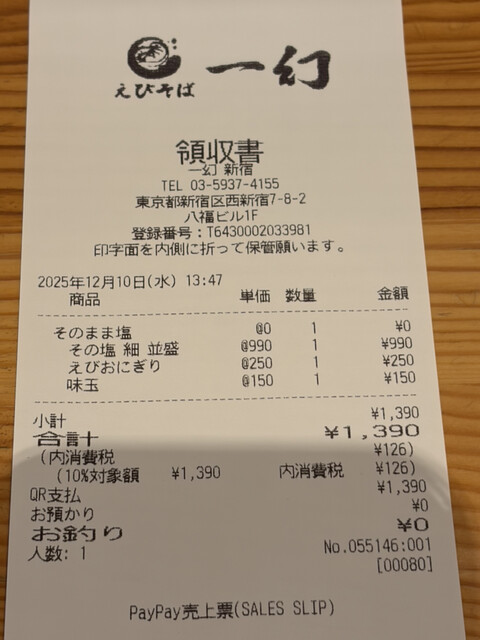 えびそば 一幻
領収書
一幻 新宿
TEL 03-5937-4155
東京都新宿区西新宿7-8-2
八福ビル1F
登録番号：T6430002033981
印字面を内側に折って保管願います。
2025年12月10日(水) 13:47
商品 単価 数量 金額
そのまま塩 @0 1 ¥0
その塩 細 並盛 @990 1 ¥990
えびおにぎり @250 1 ¥250
味玉 @150 1 ¥150
小計 ¥1,390
合計 ¥1,390
(内消費税 ¥126)
(10%対象額 ¥1,390 内消費税 ¥126)
QR支払 ¥1,390
お預かり ¥0
お釣り ¥0
人数: 1 No.055146:001
[00080]
PayPay売上票(SALES SLIP)